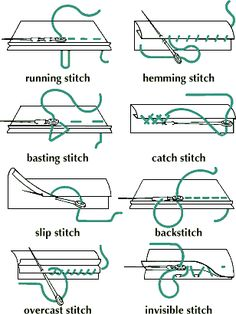 running stitch
hemming stitch
basting stitch
catch stitch
slip stitch
backstitch
overcast stitch
invisible stitch